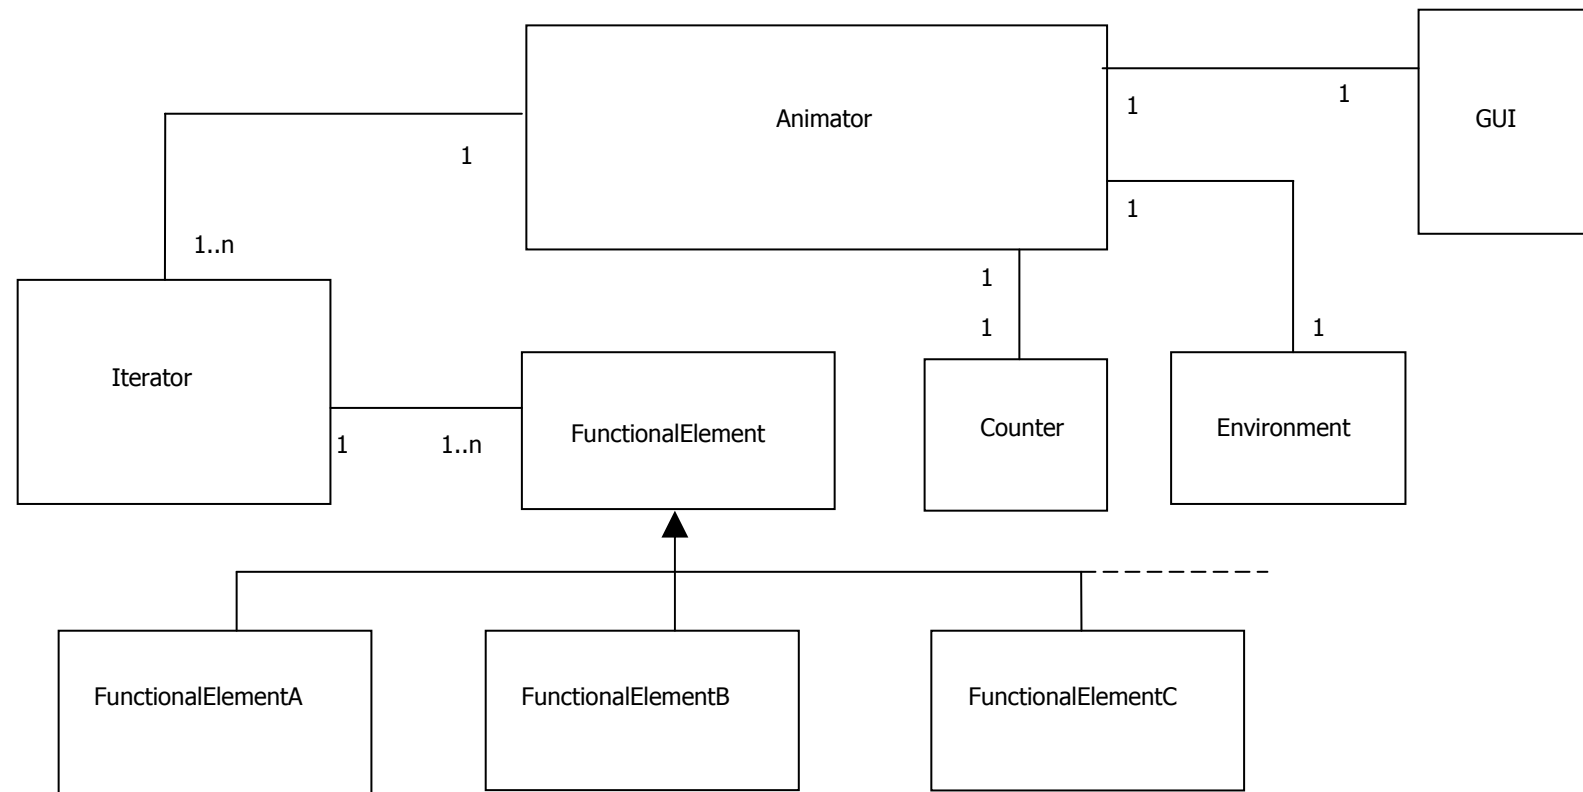 Animator
GUI
1
1
1
1
1..n
1
1
1
1
Iterator
FunctionalElement
Counter
Environment
1
1..n
FunctionalElementA
FunctionalElementB
FunctionalElementC